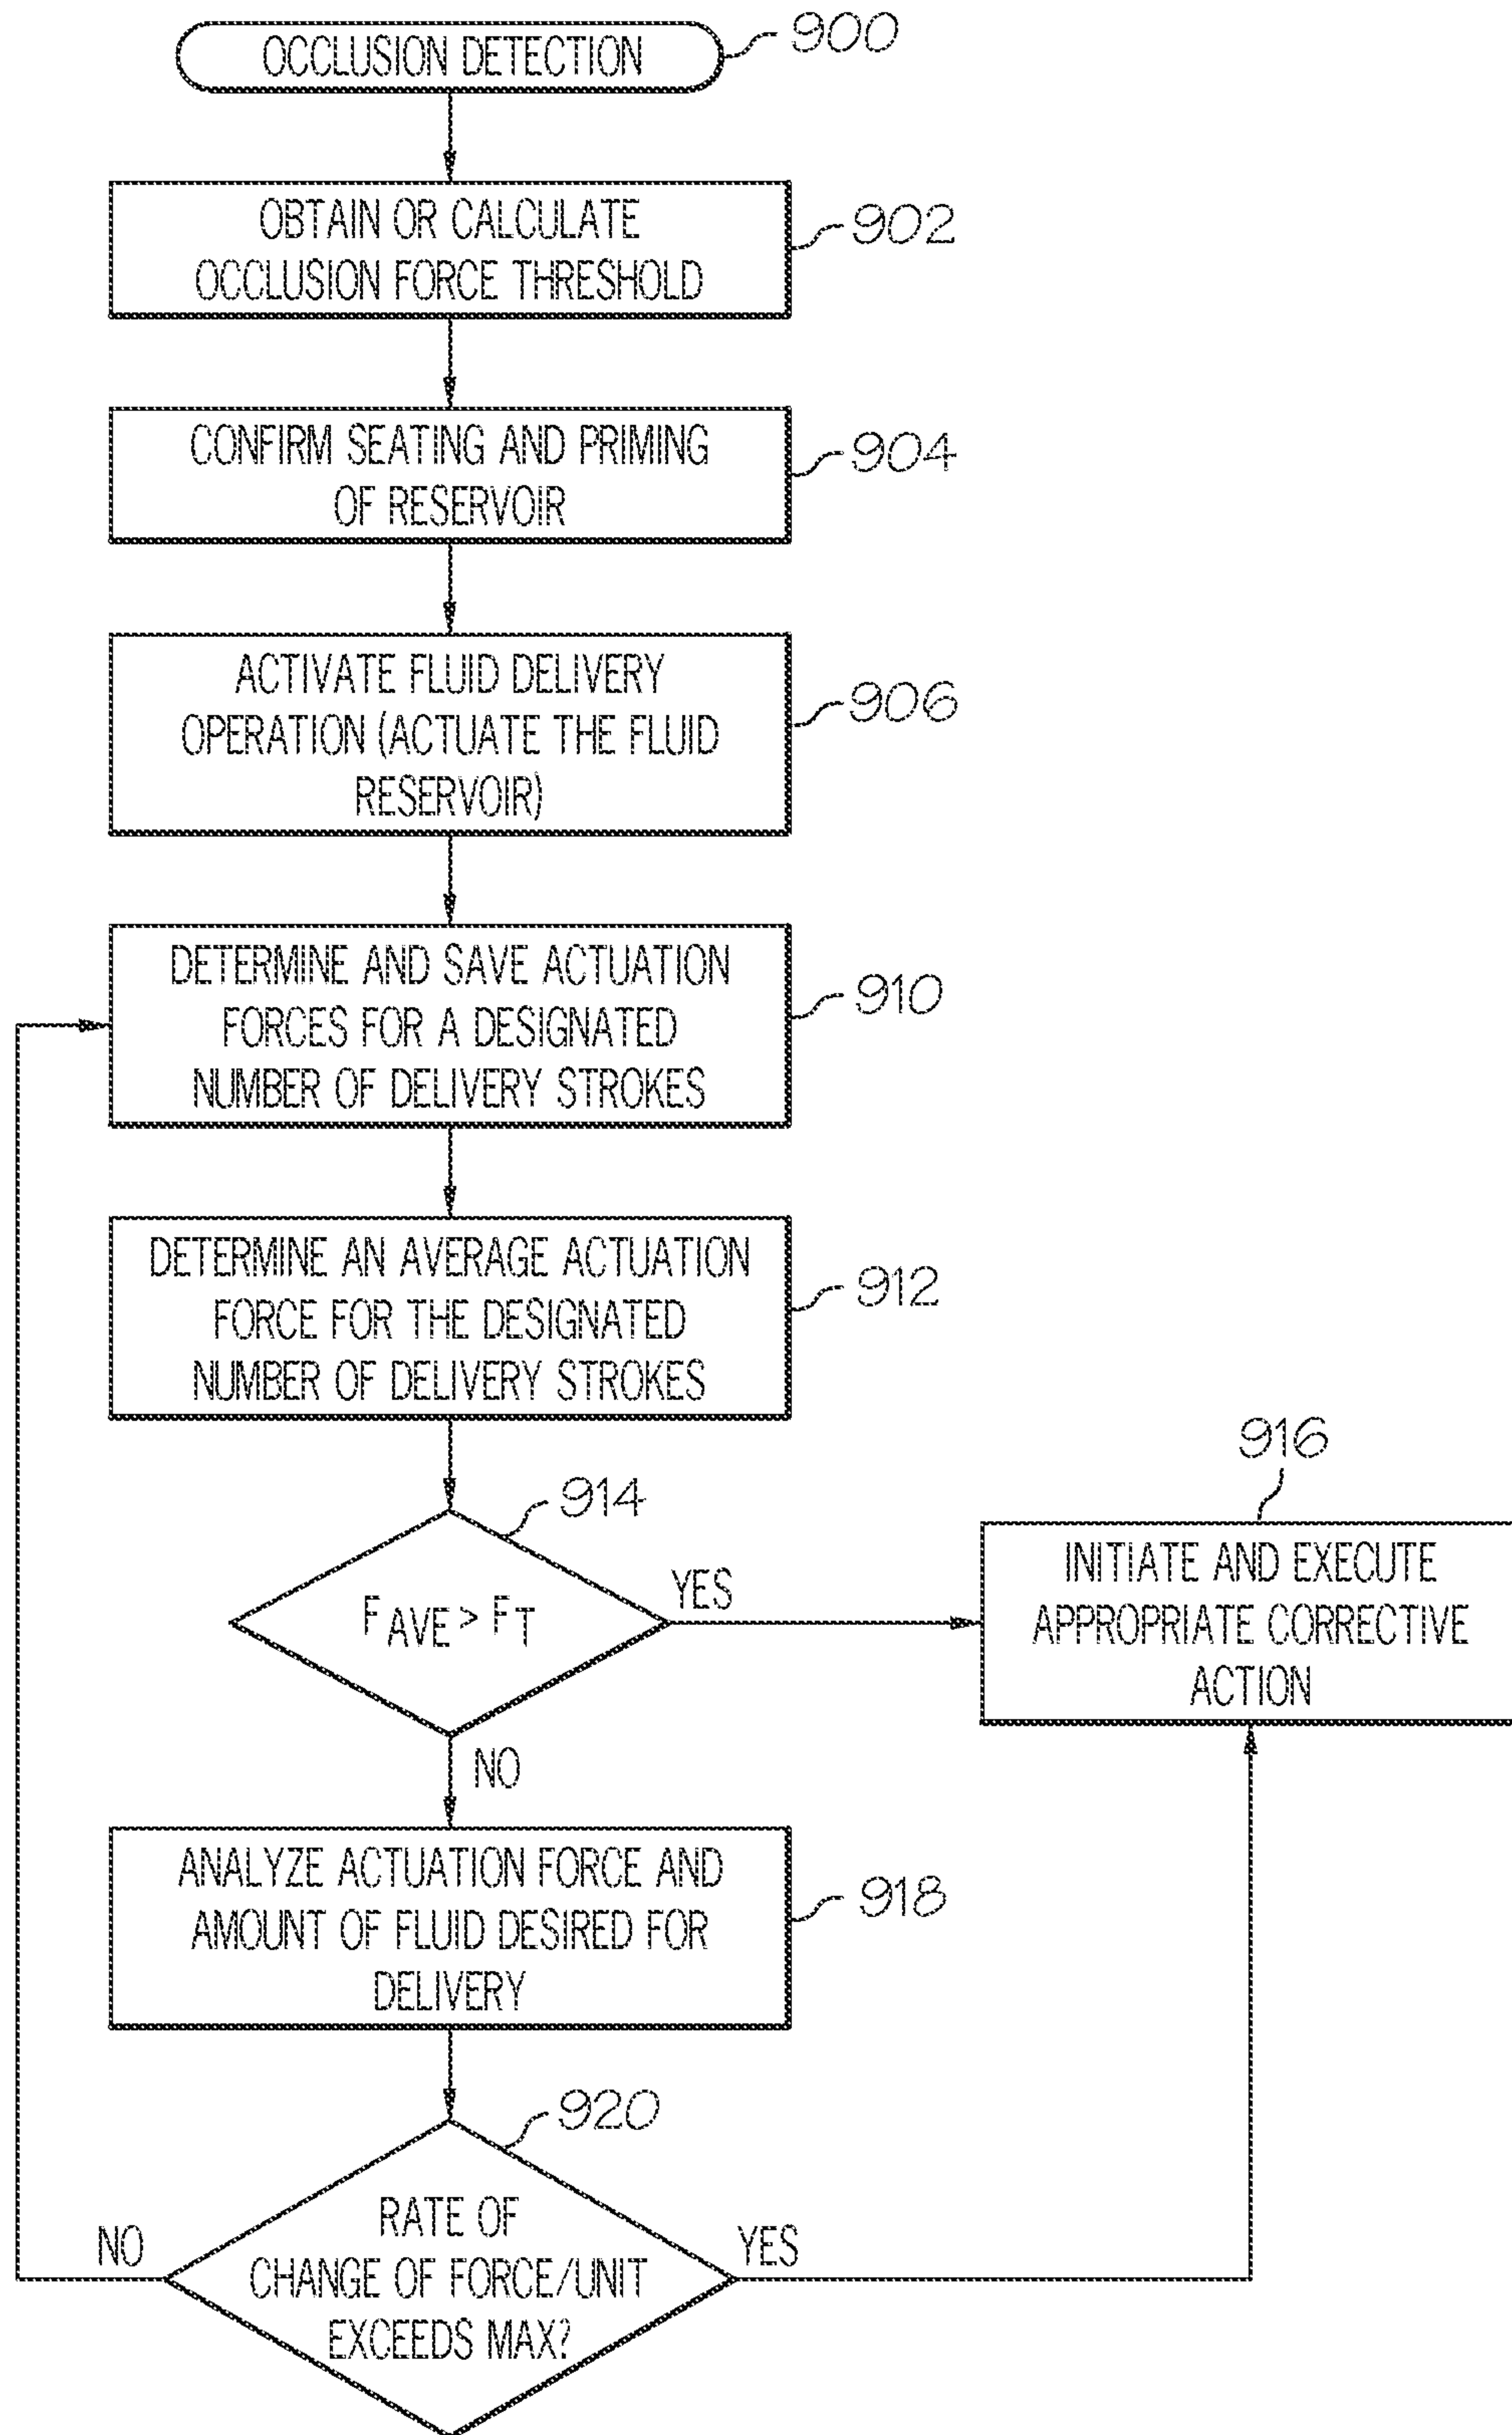 OCCLUSION DETECTION
900
OBTAIN OR CALCULATE
OCCLUSION FORCE THRESHOLD
902
CONFIRM SEATING AND PRIMING
OF RESERVOIR
904
ACTIVATE FLUID DELIVERY
OPERATION (ACTUATE THE FLUID
RESERVOIR)
906
DETERMINE AND SAVE ACTUATION
FORCES FOR A DESIGNATED
NUMBER OF DELIVERY STROKES
910
DETERMINE AN AVERAGE ACTUATION
FORCE FOR THE DESIGNATED
NUMBER OF DELIVERY STROKES
912
914
FAVE > FT
YES
NO
916
INITIATE AND EXECUTE
APPROPRIATE CORRECTIVE
ACTION
ANALYZE ACTUATION FORCE AND
AMOUNT OF FLUID DESIRED FOR
DELIVERY
918
920
RATE OF
CHANGE OF FORCE/UNIT
EXCEEDS MAX?
NO
YES